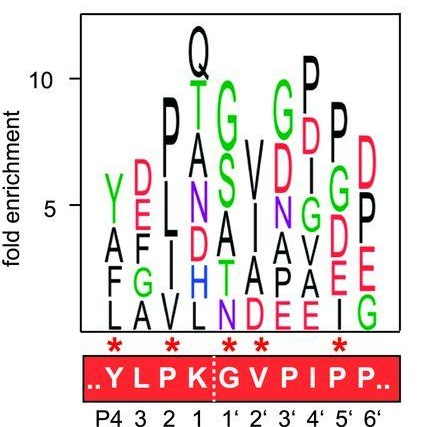 fold enrichment
10
5
Y A F L
D E F G A
P L I V
Q T A N D H L
G S A T N
V I A D
G D N A P E
P D I G V A E
P G D E I
D P E G
* * * * *
..Y L P K G V P I P P..
P4 3 2 1 1' 2' 3' 4' 5' 6'